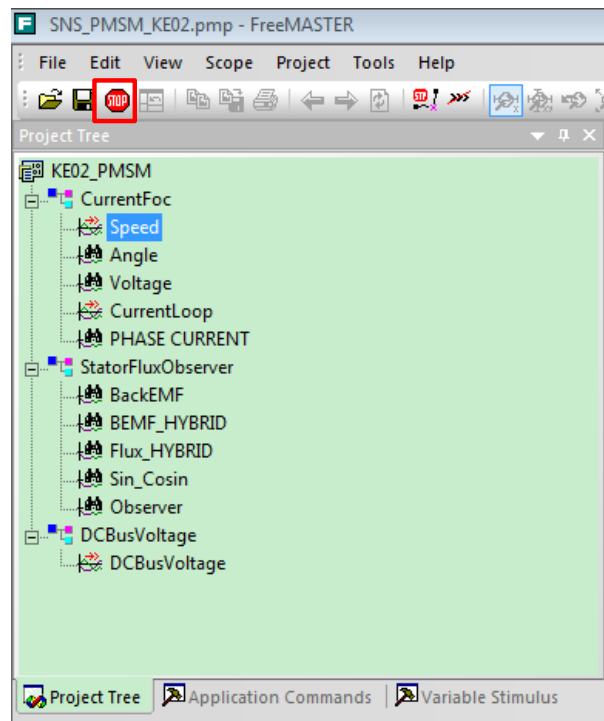 SNS_PMSM_KE02.pmp - FreeMASTER
File Edit View Scope Project Tools Help
STOP
Project Tree
KE02_PMSM
CurrentFoc
Speed
Angle
Voltage
CurrentLoop
PHASE CURRENT
StatorFluxObserver
BackEMF
BEMF_HYBRID
Flux_HYBRID
Sin_Cosin
Observer
DCBusVoltage
DCBusVoltage
Project Tree Application Commands Variable Stimulus